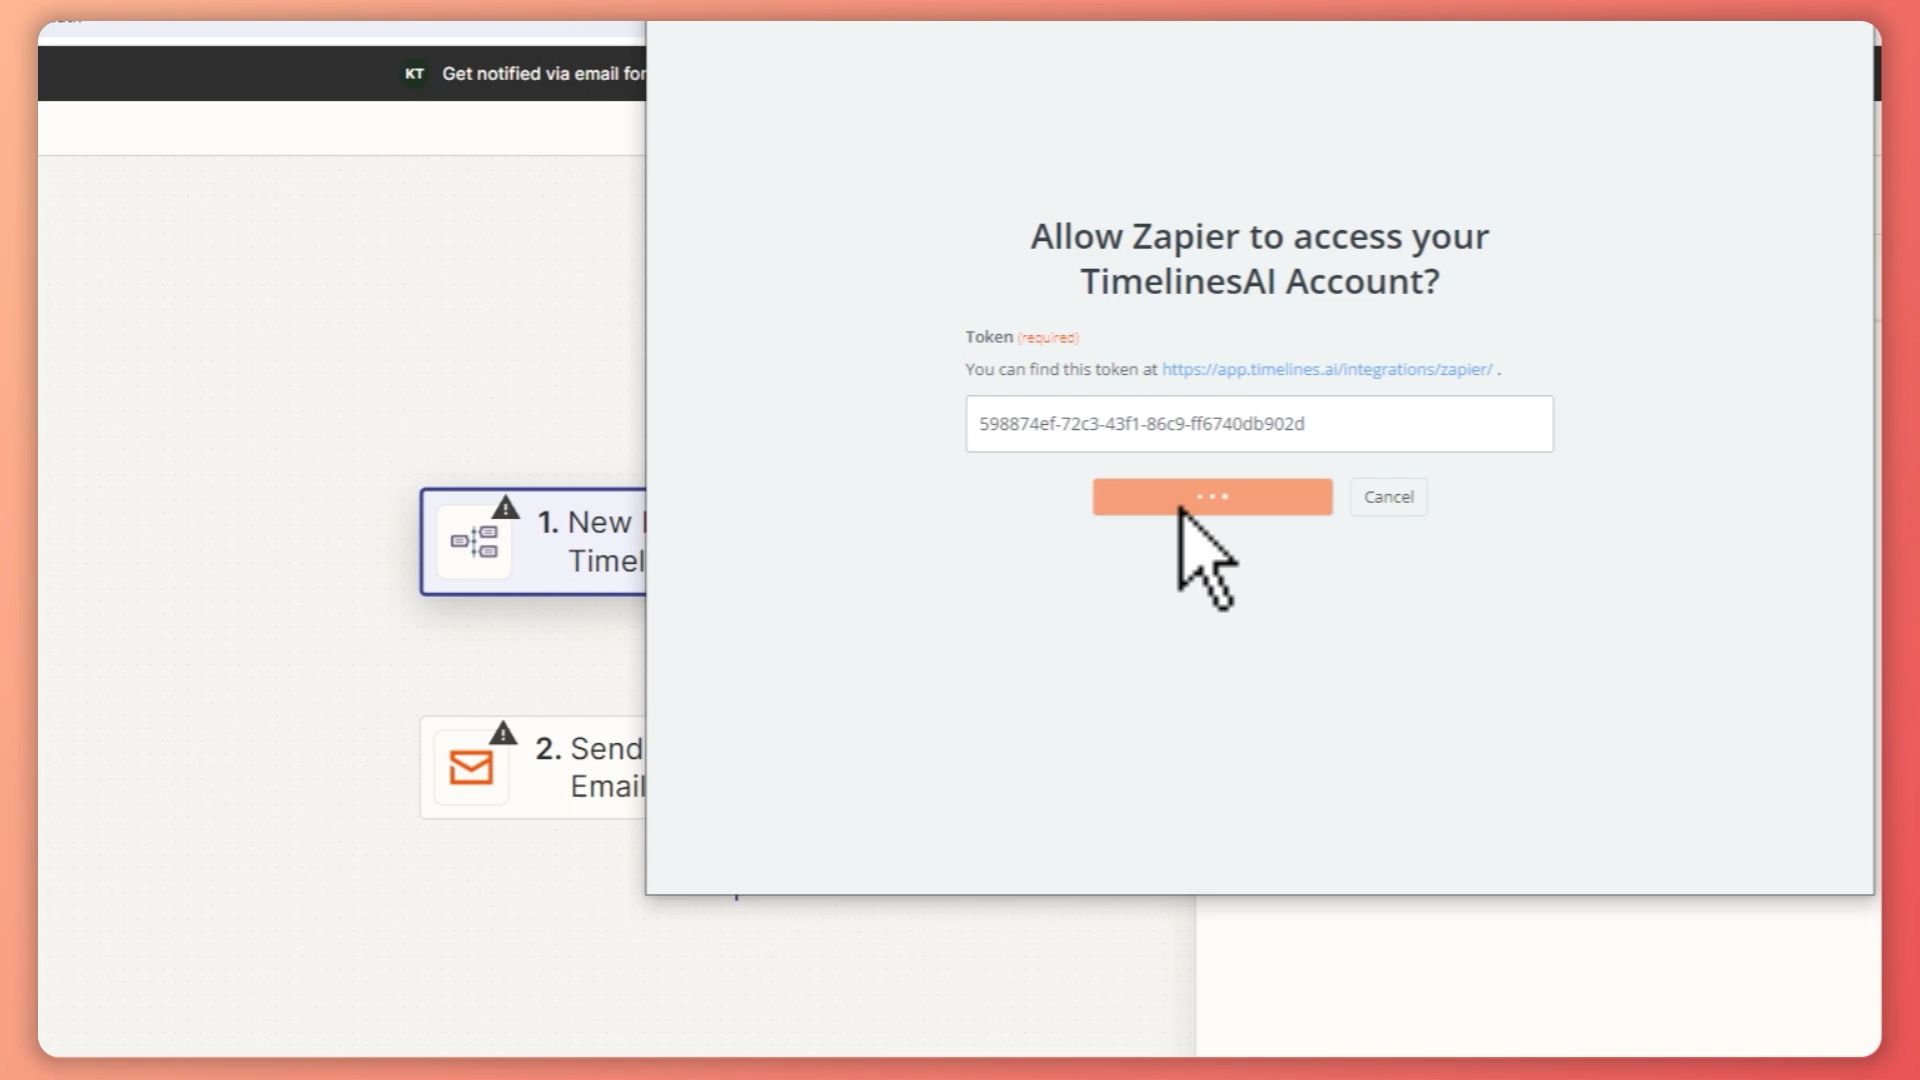 KT Get notified via email for
Allow Zapier to access your
TimelinesAI Account?
Token (required)
You can find this token at https://app.timelines.ai/integrations/zapier/ .
598874ef-72c3-43f1-86c9-ff6740db902d
Cancel
1. New
Timel
2. Send
Email